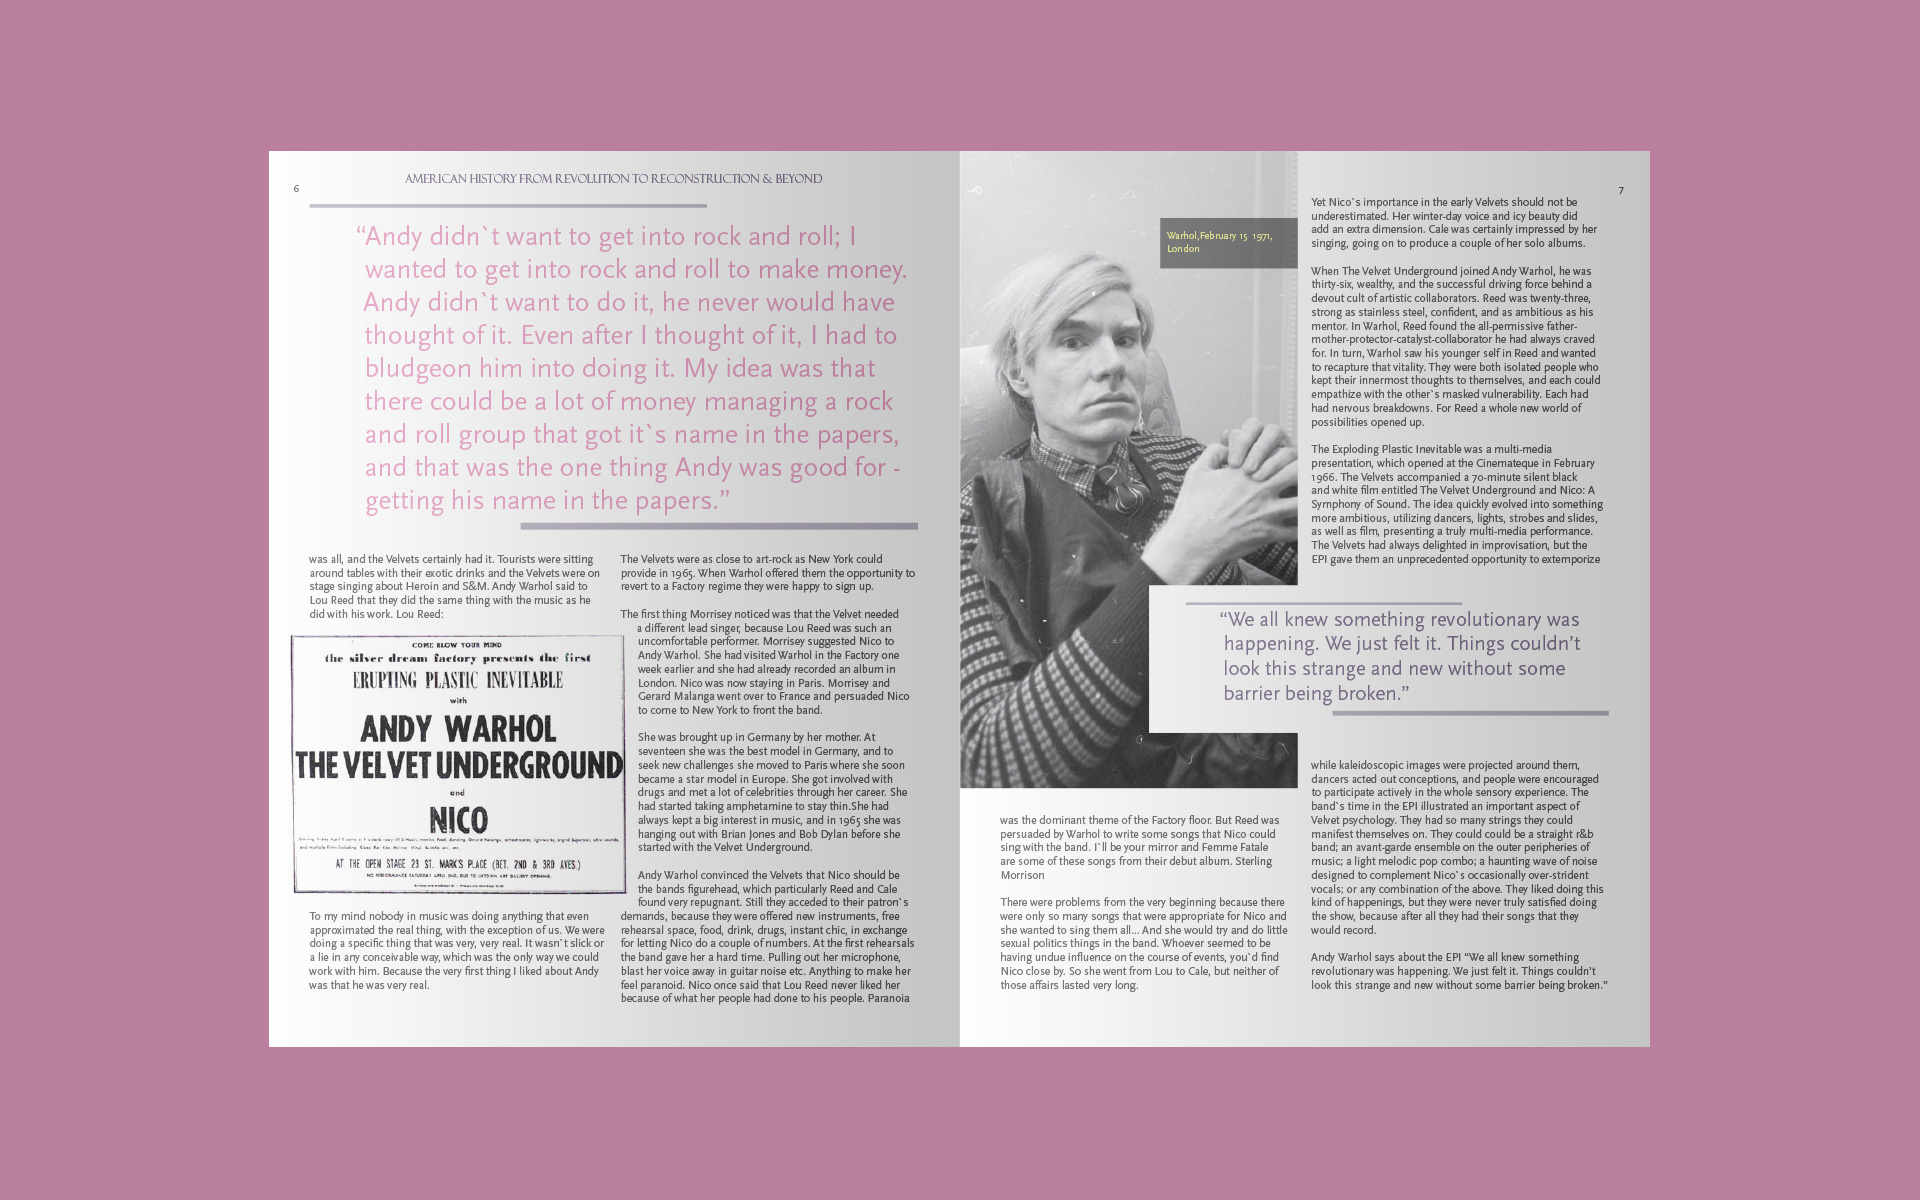 6
AMERICAN HISTORY FROM REVOLUTION TO RECONSTRUCTION & BEYOND
“Andy didn`t want to get into rock and roll; I
wanted to get into rock and roll to make money.
Andy didn`t want to do it, he never would have
thought of it. Even after I thought of it, I had to
bludgeon him into doing it. My idea was that
there could be a lot of money managing a rock
and roll group that got it`s name in the papers,
and that was the one thing Andy was good for -
getting his name in the papers.”
was all, and the Velvets certainly had it. Tourists were sitting
around tables with their exotic drinks and the Velvets were on
stage singing about Heroin and S&M. Andy Warhol said to
Lou Reed that they did the same thing with the music as he
did with his work. Lou Reed:
COME BLOW YOUR MIND
the silver dream factory presents the first
ERUPTING PLASTIC INEVITABLE
with
ANDY WARHOL
THE VELVET UNDERGROUND
and
NICO
AT THE OPEN STAGE 23 ST. MARK'S PLACE (BET. 2ND & 3RD AVES.)
NO PERFORMANCE SATURDAY APRIL 2ND, DUE TO UPTOWN ART GALLERY OPENING.
To my mind nobody in music was doing anything that even
approximated the real thing, with the exception of us. We were
doing a specific thing that was very, very real. It wasn`t slick or
a lie in any conceivable way, which was the only way we could
work with him. Because the very first thing I liked about Andy
was that he was very real.
The Velvets were as close to art-rock as New York could
provide in 1965. When Warhol offered them the opportunity to
revert to a Factory regime they were happy to sign up.
The first thing Morrisey noticed was that the Velvet needed
a different lead singer, because Lou Reed was such an
uncomfortable performer. Morrisey suggested Nico to
Andy Warhol. She had visited Warhol in the Factory one
week earlier and she had already recorded an album in
London. Nico was now staying in Paris. Morrisey and
Gerard Malanga went over to France and persuaded Nico
to come to New York to front the band.
She was brought up in Germany by her mother. At
seventeen she was the best model in Germany, and to
seek new challenges she moved to Paris where she soon
became a star model in Europe. She got involved with
drugs and met a lot of celebrities through her career. She
had started taking amphetamine to stay thin.She had
always kept a big interest in music, and in 1965 she was
hanging out with Brian Jones and Bob Dylan before she
started with the Velvet Underground.
Andy Warhol convinced the Velvets that Nico should be
the bands figurehead, which particularly Reed and Cale
found very repugnant. Still they acceded to their patron`s
demands, because they were offered new instruments, free
rehearsal space, food, drink, drugs, instant chic, in exchange
for letting Nico do a couple of numbers. At the first rehearsals
the band gave her a hard time. Pulling out her microphone,
blast her voice away in guitar noise etc. Anything to make her
feel paranoid. Nico once said that Lou Reed never liked her
because of what her people had done to his people. Paranoia
Warhol,February 15 1971,
London
was the dominant theme of the Factory floor. But Reed was
persuaded by Warhol to write some songs that Nico could
sing with the band. I`ll be your mirror and Femme Fatale
are some of these songs from their debut album. Sterling
Morrison
There were problems from the very beginning because there
were only so many songs that were appropriate for Nico and
she wanted to sing them all... And she would try and do little
sexual politics things in the band. Whoever seemed to be
having undue influence on the course of events, you`d find
Nico close by. So she went from Lou to Cale, but neither of
those affairs lasted very long.
7
Yet Nico`s importance in the early Velvets should not be
underestimated. Her winter-day voice and icy beauty did
add an extra dimension. Cale was certainly impressed by her
singing, going on to produce a couple of her solo albums.
When The Velvet Underground joined Andy Warhol, he was
thirty-six, wealthy, and the successful driving force behind a
devout cult of artistic collaborators. Reed was twenty-three,
strong as stainless steel, confident, and as ambitious as his
mentor. In Warhol, Reed found the all-permissive father-
mother-protector-catalyst-collaborator he had always craved
for. In turn, Warhol saw his younger self in Reed and wanted
to recapture that vitality. They were both isolated people who
kept their innermost thoughts to themselves, and each could
empathize with the other`s masked vulnerability. Each had
had nervous breakdowns. For Reed a whole new world of
possibilities opened up.
The Exploding Plastic Inevitable was a multi-media
presentation, which opened at the Cinemateque in February
1966. The Velvets accompanied a 70-minute silent black
and white film entitled The Velvet Underground and Nico: A
Symphony of Sound. The idea quickly evolved into something
more ambitious, utilizing dancers, lights, strobes and slides,
as well as film, presenting a truly multi-media performance.
The Velvets had always delighted in improvisation, but the
EPI gave them an unprecedented opportunity to extemporize
“We all knew something revolutionary was
happening. We just felt it. Things couldn’t
look this strange and new without some
barrier being broken.”
while kaleidoscopic images were projected around them,
dancers acted out conceptions, and people were encouraged
to participate actively in the whole sensory experience. The
band`s time in the EPI illustrated an important aspect of
Velvet psychology. They had so many strings they could
manifest themselves on. They could could be a straight r&b
band; an avant-garde ensemble on the outer peripheries of
music; a light melodic pop combo; a haunting wave of noise
designed to complement Nico`s occasionally over-strident
vocals; or any combination of the above. They liked doing this
kind of happenings, but they were never truly satisfied doing
the show, because after all they had their songs that they
would record.
Andy Warhol says about the EPI “We all knew something
revolutionary was happening. We just felt it. Things couldn’t
look this strange and new without some barrier being broken.”